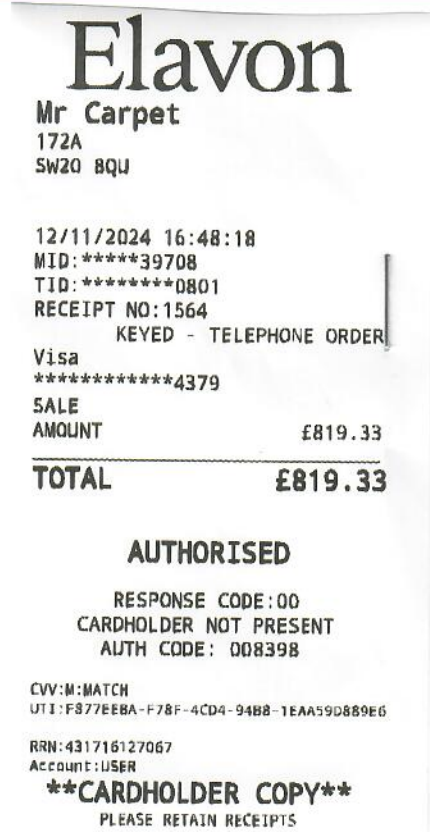 Elavon
Mr Carpet
172A
SW20 8QU
12/11/2024 16:48:18
MID:*****39708
TID:********0801
RECEIPT NO:1564
KEYED - TELEPHONE ORDER
Visa
************4379
SALE
AMOUNT £819.33
TOTAL £819.33
AUTHORISED
RESPONSE CODE:00
CARDHOLDER NOT PRESENT
AUTH CODE: 008398
CVV:M:MATCH
UTI:F877EEBA-F78F-4CD4-94B8-1EAA59D889E6
RRN:431716127067
Account:USER
**CARDHOLDER COPY**
PLEASE RETAIN RECEIPTS